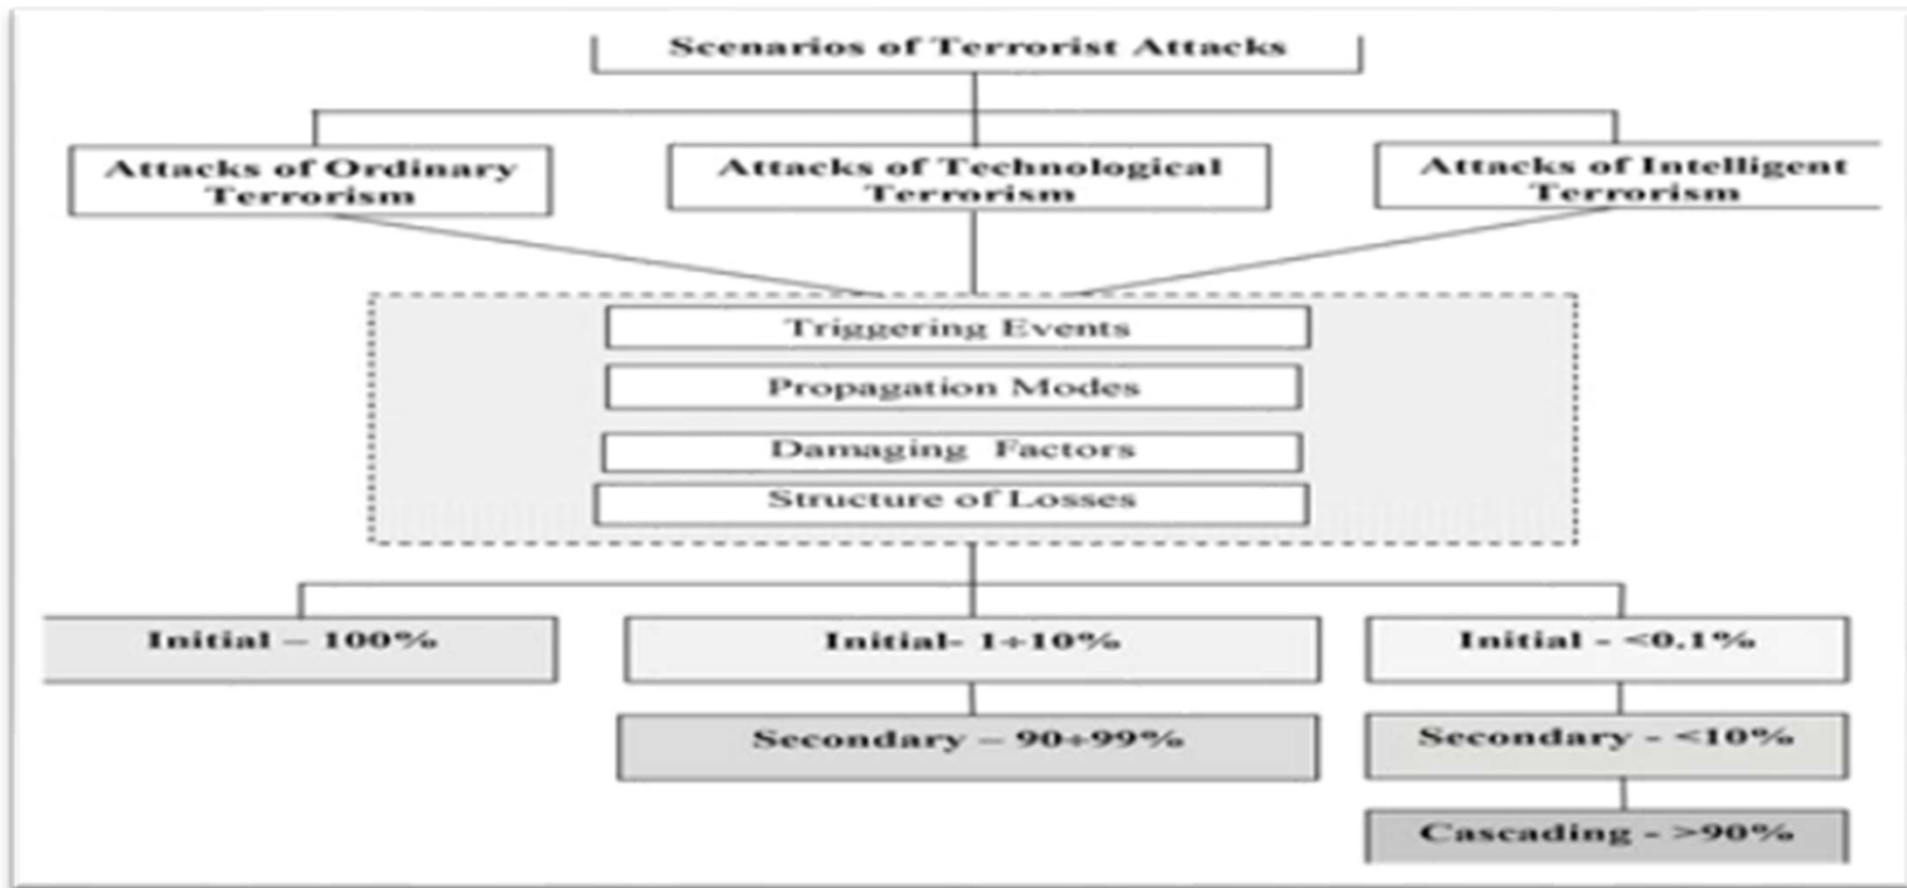 Scenarios of Terrorist Attacks
Attacks of Ordinary
Terrorism
Attacks of Technological
Terrorism
Attacks of Intelligent
Terrorism
Triggering Events
Propagation Modes
Damaging Factors
Structure of Losses
Initial – 100%
Initial- 1÷10%
Initial - <0.1%
Secondary – 90÷99%
Secondary - <10%
Cascading - >90%